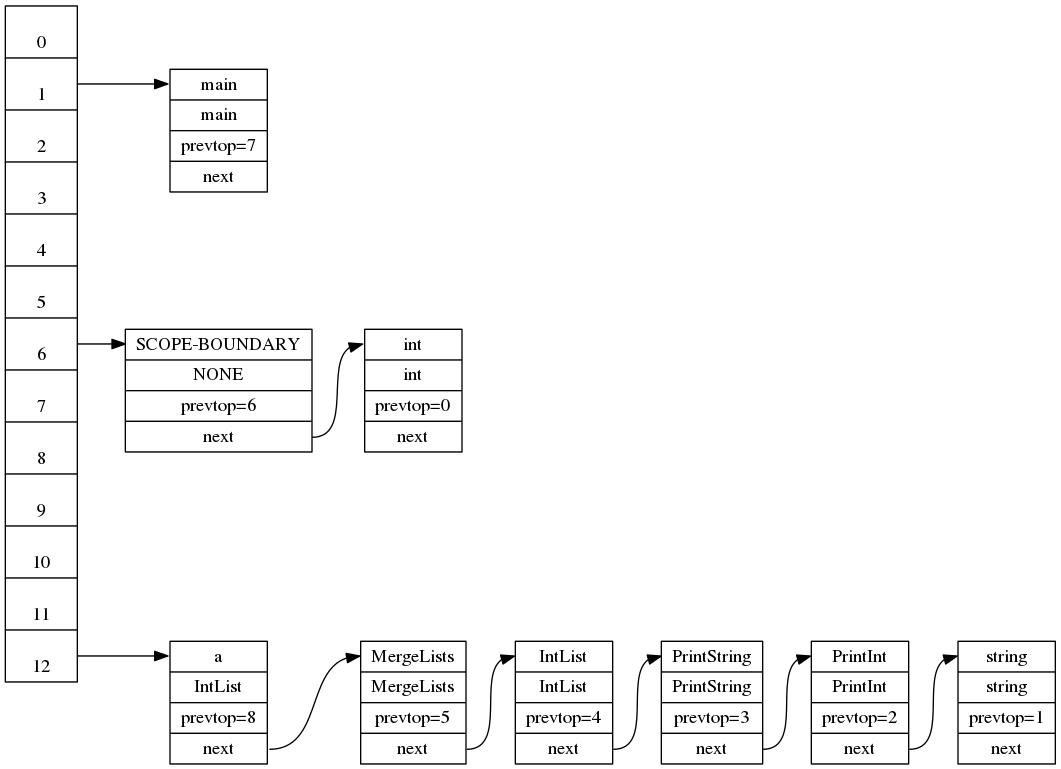 0
1
main
main
prevtop=7
next
2
3
4
5
6
SCOPE-BOUNDARY
NONE
prevtop=6
next
int
int
prevtop=0
next
7
8
9
10
11
12
a
IntList
prevtop=8
next
MergeLists
MergeLists
prevtop=5
next
IntList
IntList
prevtop=4
next
PrintString
PrintString
prevtop=3
next
PrintInt
PrintInt
prevtop=2
next
string
string
prevtop=1
next